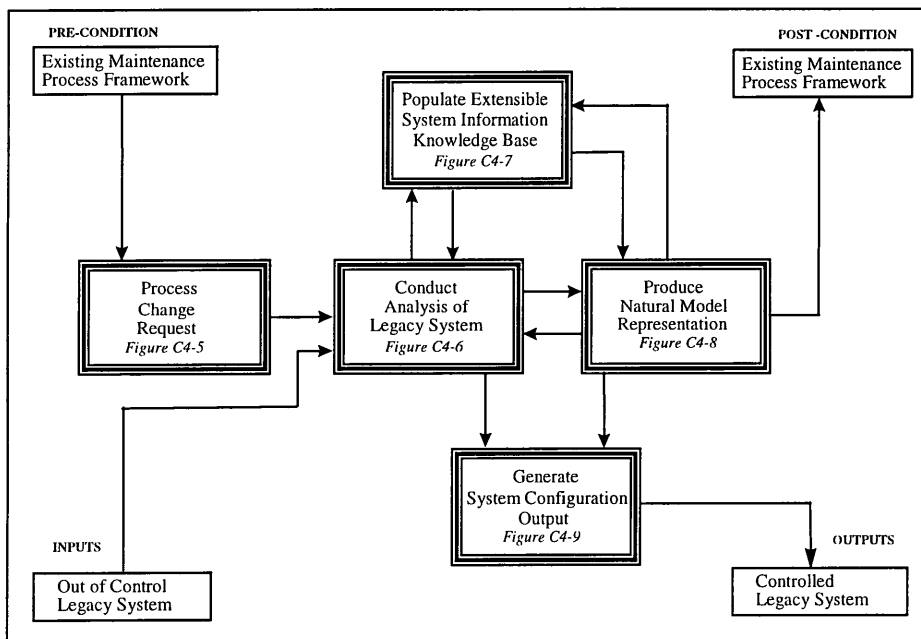 PRE-CONDITION
Existing Maintenance
Process Framework
POST -CONDITION
Existing Maintenance
Process Framework
Populate Extensible
System Information
Knowledge Base
Figure C4-7
Process
Change
Request
Figure C4-5
Conduct
Analysis of
Legacy System
Figure C4-6
Produce
Natural Model
Representation
Figure C4-8
Generate
System Configuration
Output
Figure C4-9
INPUTS
Out of Control
Legacy System
OUTPUTS
Controlled
Legacy System